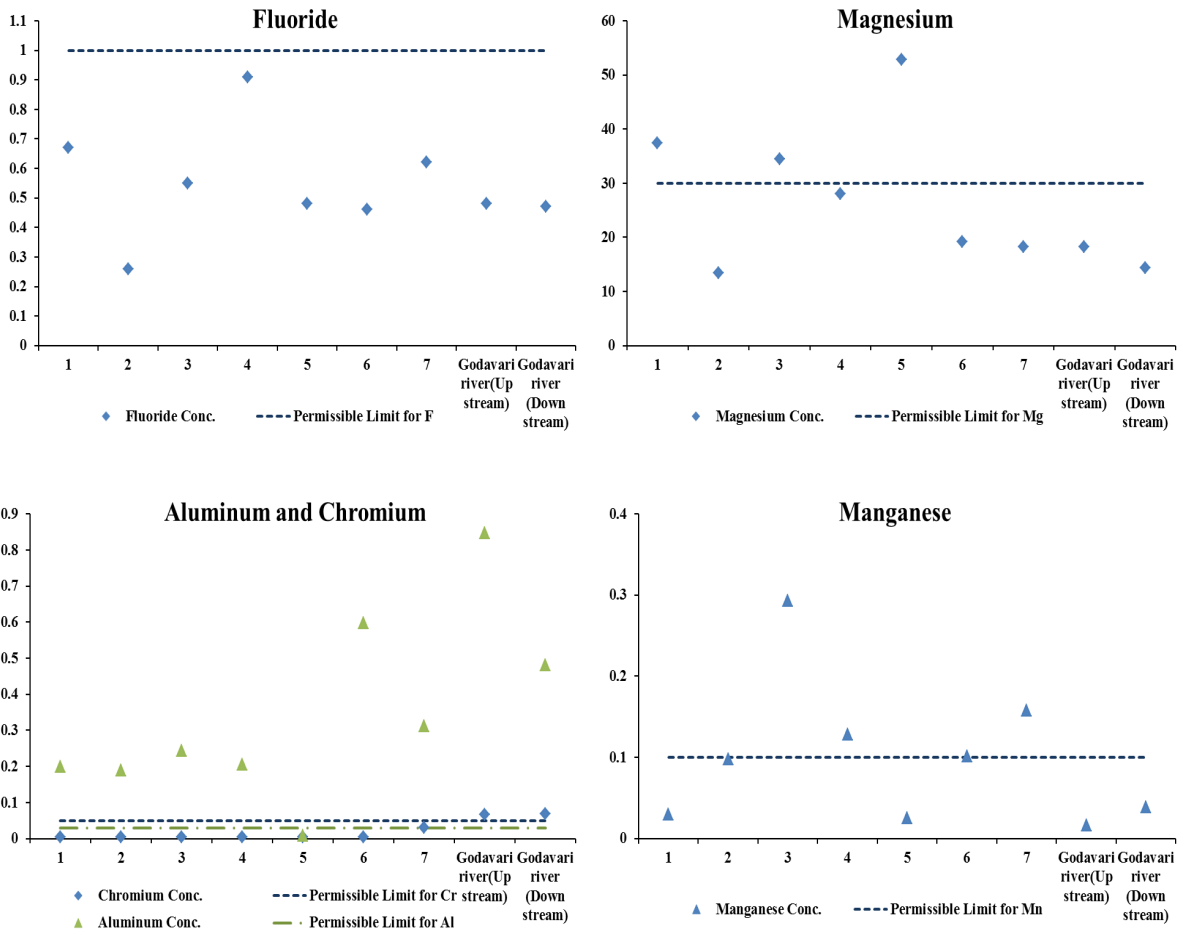 Fluoride
1.1
1
0.9
0.8
0.7
0.6
0.5
0.4
0.3
0.2
0.1
0
1 2 3 4 5 6 7 Godavari river(Up stream) Godavari river (Down stream)
Fluoride Conc. Permissible Limit for F
Magnesium
60
50
40
30
20
10
0
1 2 3 4 5 6 7 Godavari river(Up stream) Godavari river (Down stream)
Magnesium Conc. Permissible Limit for Mg
Aluminum and Chromium
0.9
0.8
0.7
0.6
0.5
0.4
0.3
0.2
0.1
0
1 2 3 4 5 6 7 Godavari river(Up stream) Godavari river (Down stream)
Chromium Conc. Permissible Limit for Cr
Aluminum Conc. Permissible Limit for Al
Manganese
0.4
0.3
0.2
0.1
0
1 2 3 4 5 6 7 Godavari river(Up stream) Godavari river (Down stream)
Manganese Conc. Permissible Limit for Mn